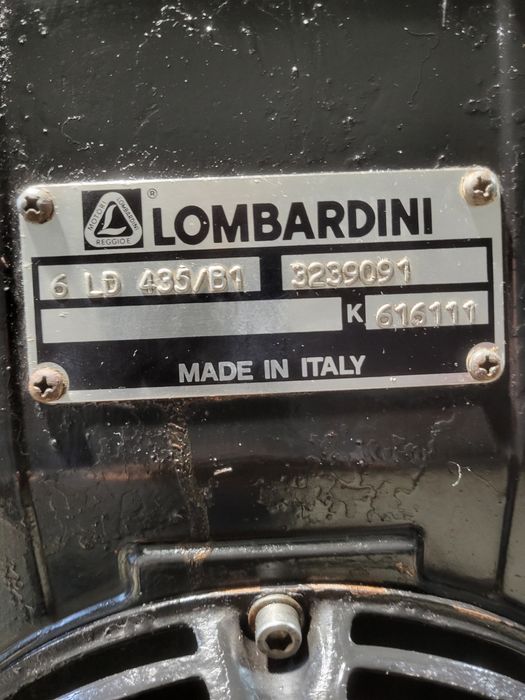 MOTORI LOMBARDINI REGGIO E. ® LOMBARDINI
6 LD 435/B1 3239091
K 616111
MADE IN ITALY